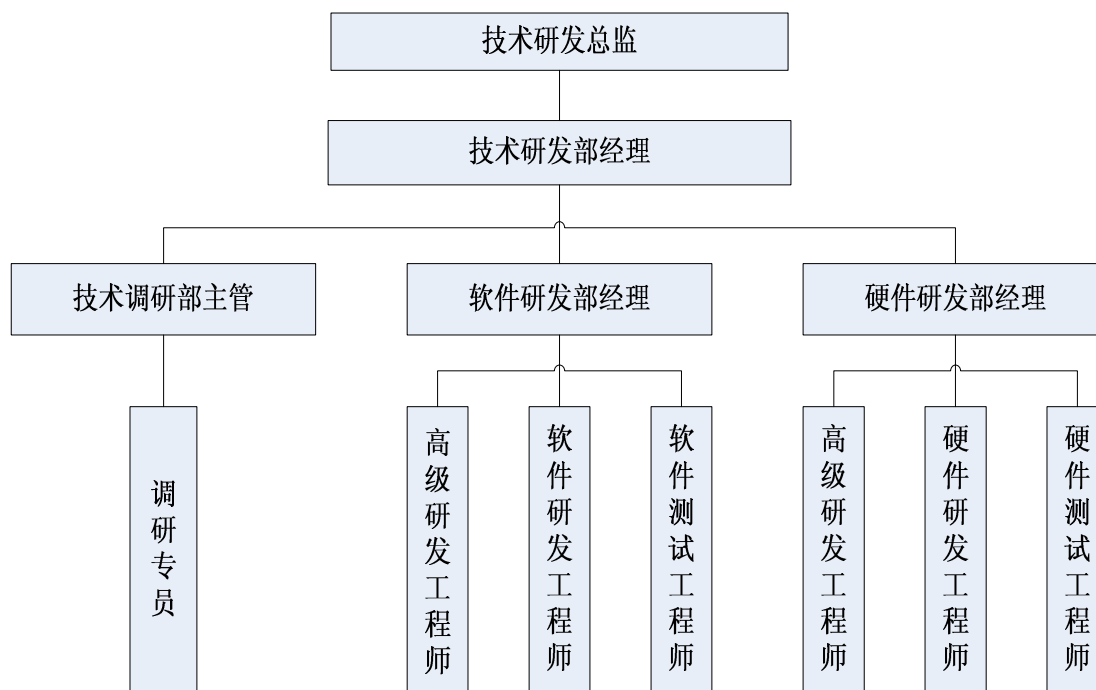 技术研发总监
技术研发部经理
技术调研部主管
软件研发部经理
硬件研发部经理
调研专员
高级研发工程师
软件研发工程师
软件测试工程师
高级研发工程师
硬件研发工程师
硬件测试工程师